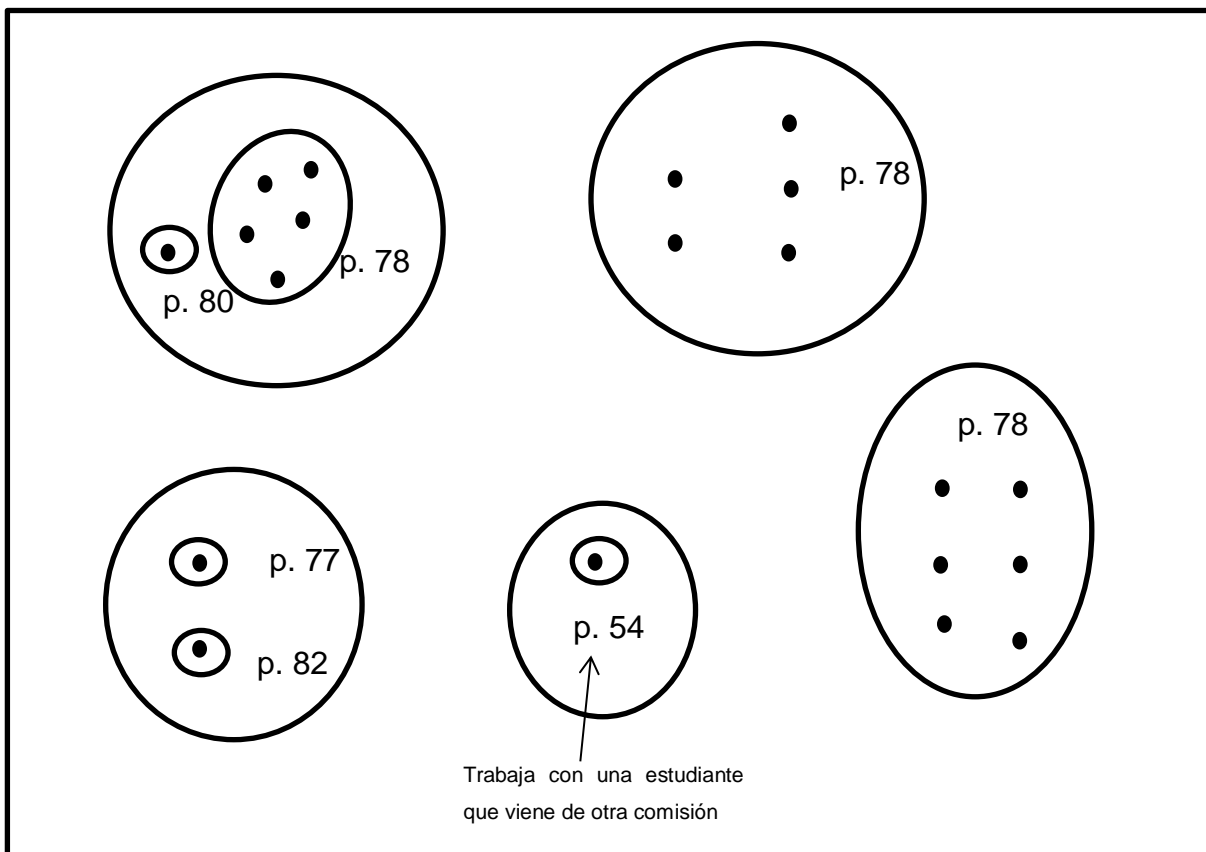 p. 78
p. 80
p. 78
p. 78
p. 77
p. 82
p. 54
Trabaja con una estudiante
que viene de otra comisión